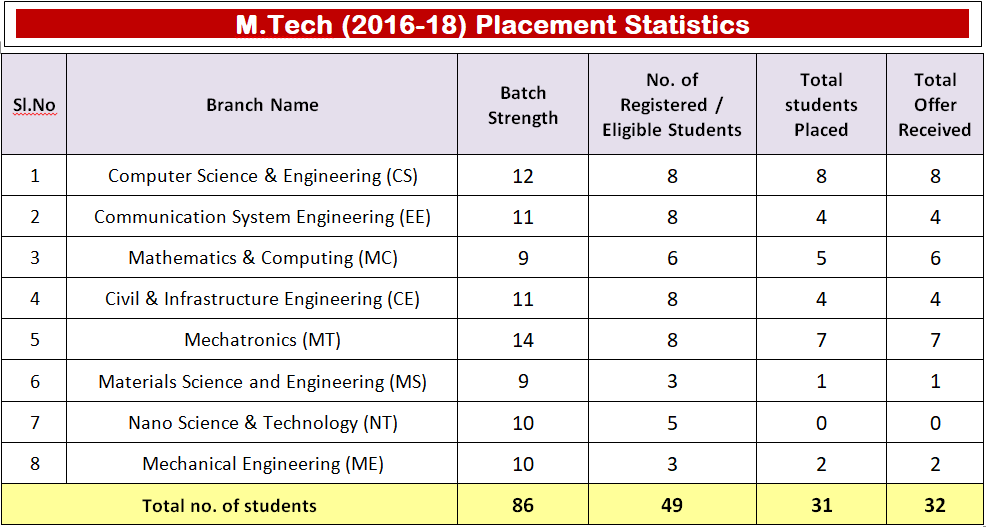 M.Tech (2016-18) Placement Statistics
Sl.No Branch Name Batch Strength No. of Registered / Eligible Students Total students Placed Total Offer Received
1 Computer Science & Engineering (CS) 12 8 8 8
2 Communication System Engineering (EE) 11 8 4 4
3 Mathematics & Computing (MC) 9 6 5 6
4 Civil & Infrastructure Engineering (CE) 11 8 4 4
5 Mechatronics (MT) 14 8 7 7
6 Materials Science and Engineering (MS) 9 3 1 1
7 Nano Science & Technology (NT) 10 5 0 0
8 Mechanical Engineering (ME) 10 3 2 2
Total no. of students 86 49 31 32